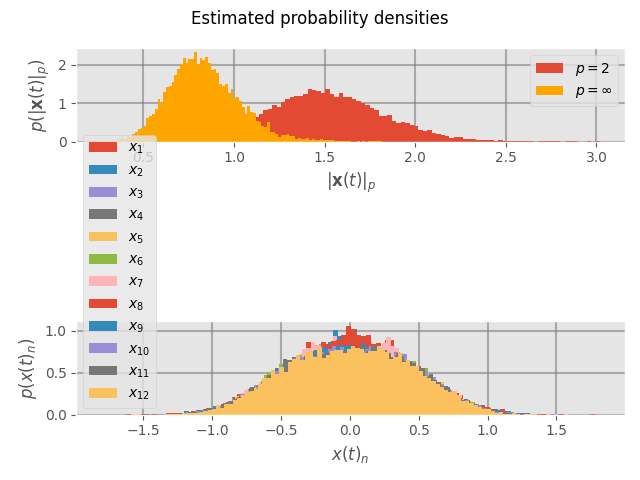 Estimated probability densities
p(|x(t)|ₚ)
2
1
0
p = 2
p = ∞
0.5 1.0 1.5 2.0 2.5 3.0
|x(t)|ₚ
x₁
x₂
x₃
x₄
x₅
x₆
x₇
x₈
x₉
x₁₀
x₁₁
x₁₂
p(x(t)ₙ)
1.0
0.5
0.0
−1.5 −1.0 −0.5 0.0 0.5 1.0 1.5
x(t)ₙ